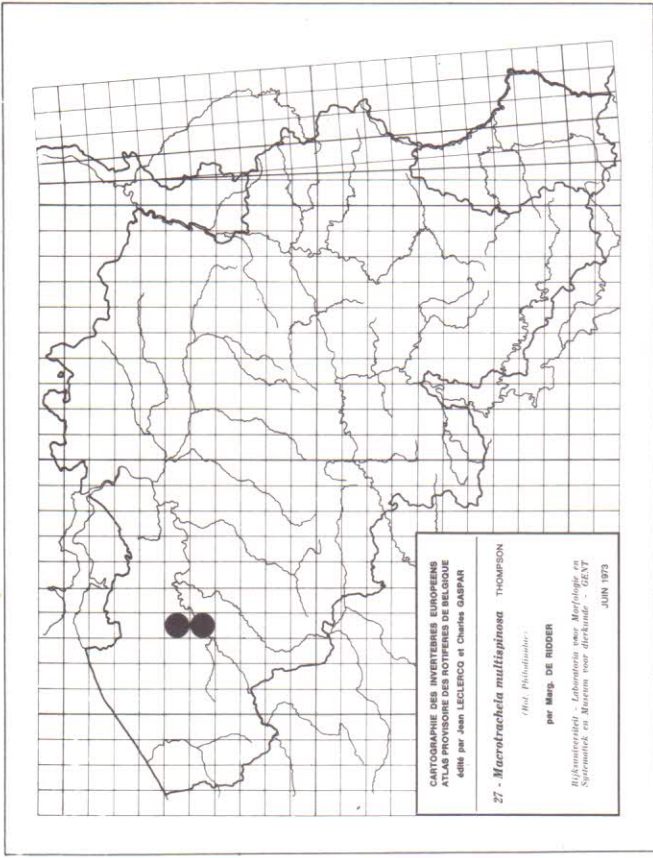 CARTOGRAPHIE DES INVERTEBRES EUROPEENS
ATLAS PROVISOIRE DES ROTIFERES DE BELGIQUE
édité par Jean LECLERCQ et Charles GASPAR
27 - Macrotrachela multispinosa THOMPSON
(Rot. Philodinidae)
par Marg. DE RIDDER
Rijksuniversiteit - Laboratoria voor Morfologie en
Systematiek en Museum voor dierkunde - GENT
JUIN 1973